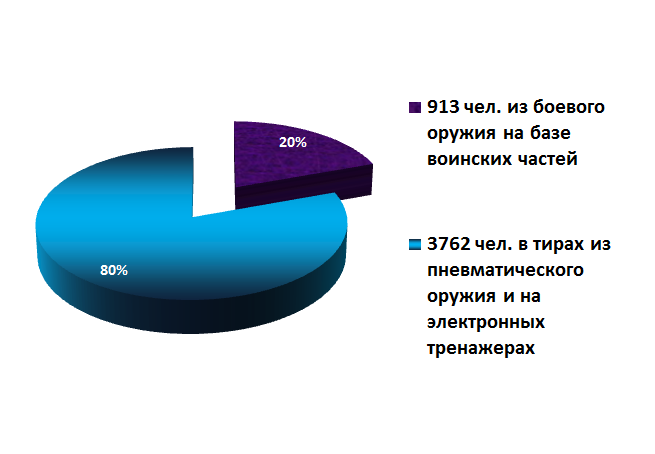 20%
80%
913 чел. из боевого
оружия на базе
воинских частей
3762 чел. в тирах из
пневматического
оружия и на
электронных
тренажерах